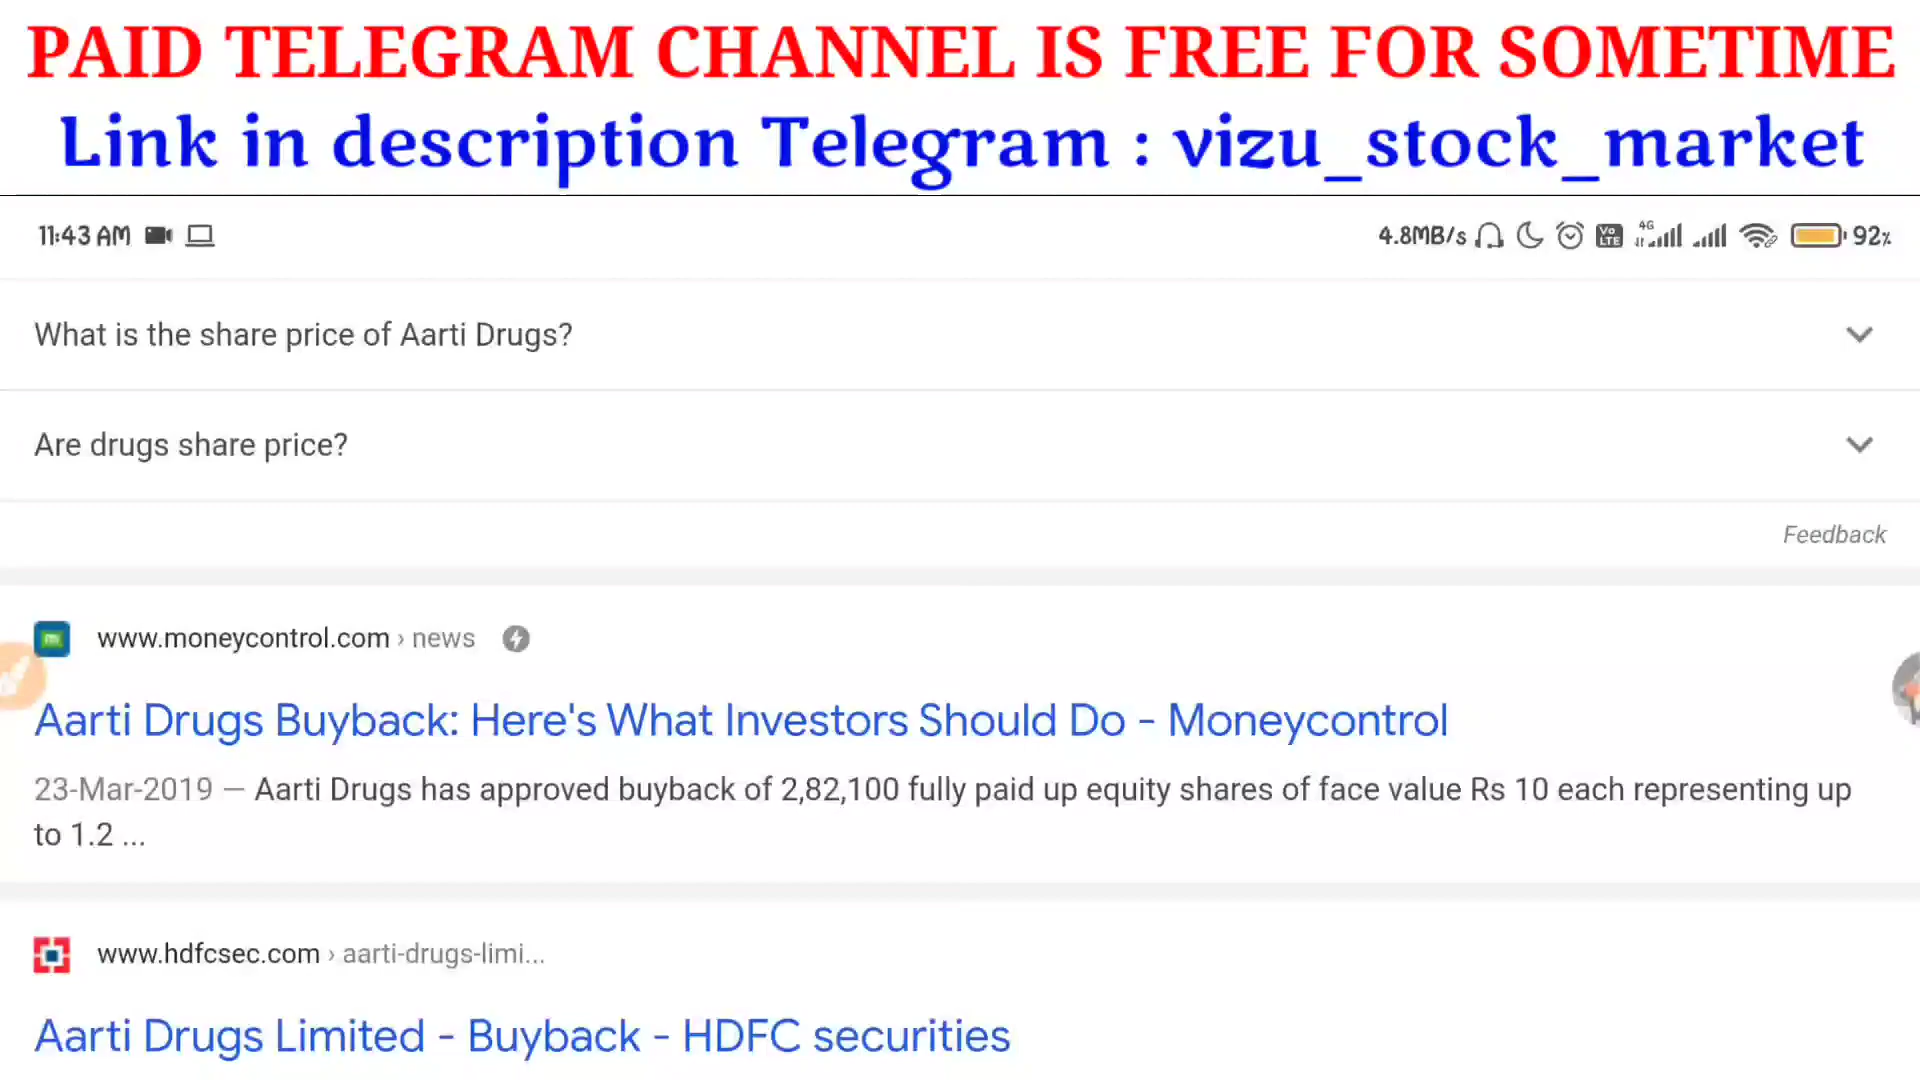 PAID TELEGRAM CHANNEL IS FREE FOR SOMETIME
Link in description Telegram : vizu_stock_market
11:43 AM 4.8MB/s Vo LTE 4G 92%
What is the share price of Aarti Drugs?
Are drugs share price?
Feedback
www.moneycontrol.com › news
Aarti Drugs Buyback: Here's What Investors Should Do - Moneycontrol
23-Mar-2019 — Aarti Drugs has approved buyback of 2,82,100 fully paid up equity shares of face value Rs 10 each representing up
to 1.2 ...
www.hdfcsec.com › aarti-drugs-limi...
Aarti Drugs Limited - Buyback - HDFC securities